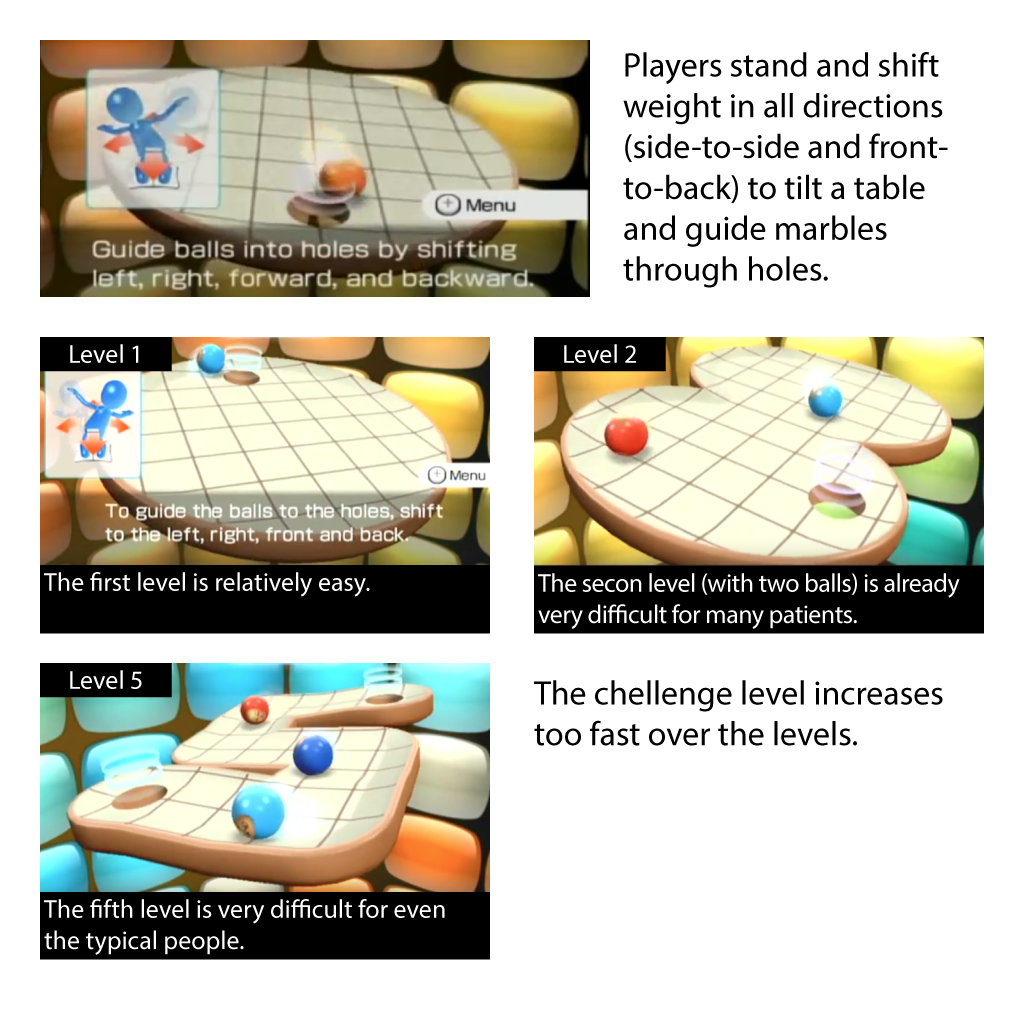 Players stand and shift
weight in all directions
(side-to-side and front-
to-back) to tilt a table
and guide marbles
through holes.
Menu
Guide balls into holes by shifting
left, right, forward, and backward.
Level 1
Menu
To guide the balls to the holes, shift
to the left, right, front and back.
The first level is relatively easy.
Level 2
The secon level (with two balls) is already
very difficult for many patients.
Level 5
The fifth level is very difficult for even
the typical people.
The chellenge level increases
too fast over the levels.